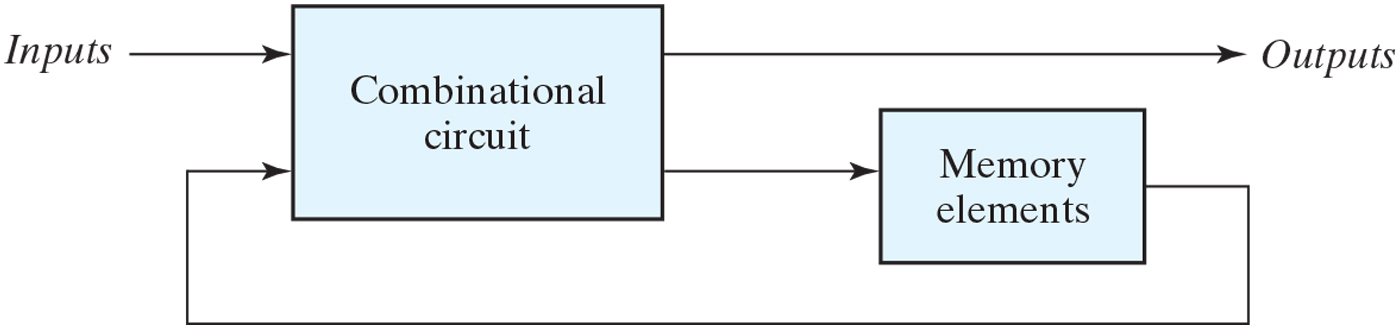 Inputs
Combinational
circuit
Outputs
Memory
elements